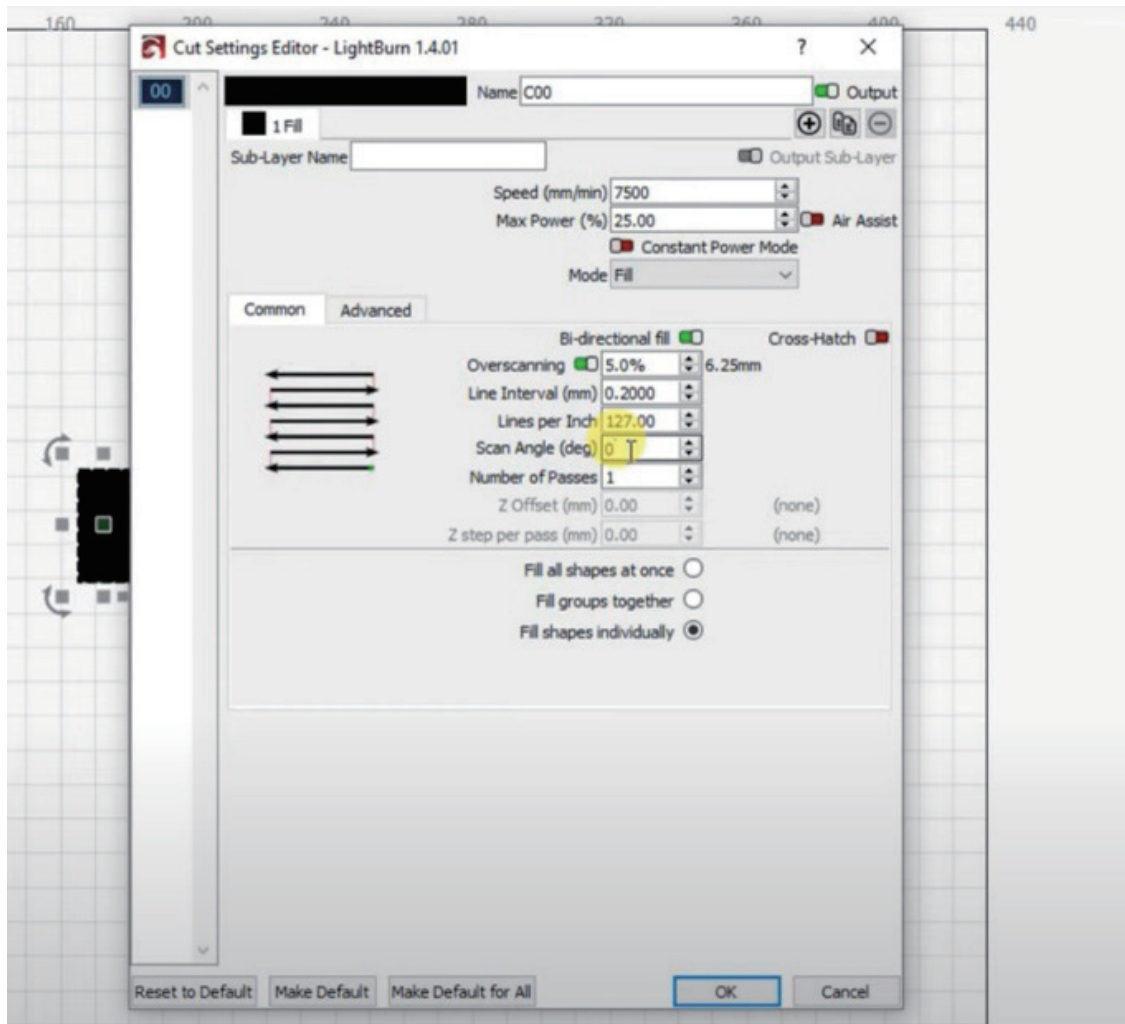 160 200 240 280 320 360 400 440
Cut Settings Editor - LightBurn 1.4.01 ? ×
00
Name C00 Output
1 Fill
Sub-Layer Name Output Sub-Layer
Speed (mm/min) 7500
Max Power (%) 25.00 Air Assist
Constant Power Mode
Mode Fill
Common Advanced
Bi-directional fill Cross-Hatch
Overscanning 5.0% 6.25mm
Line Interval (mm) 0.2000
Lines per Inch 127.00
Scan Angle (deg) 0
Number of Passes 1
Z Offset (mm) 0.00 (none)
Z step per pass (mm) 0.00 (none)
Fill all shapes at once
Fill groups together
Fill shapes individually
Reset to Default Make Default Make Default for All OK Cancel